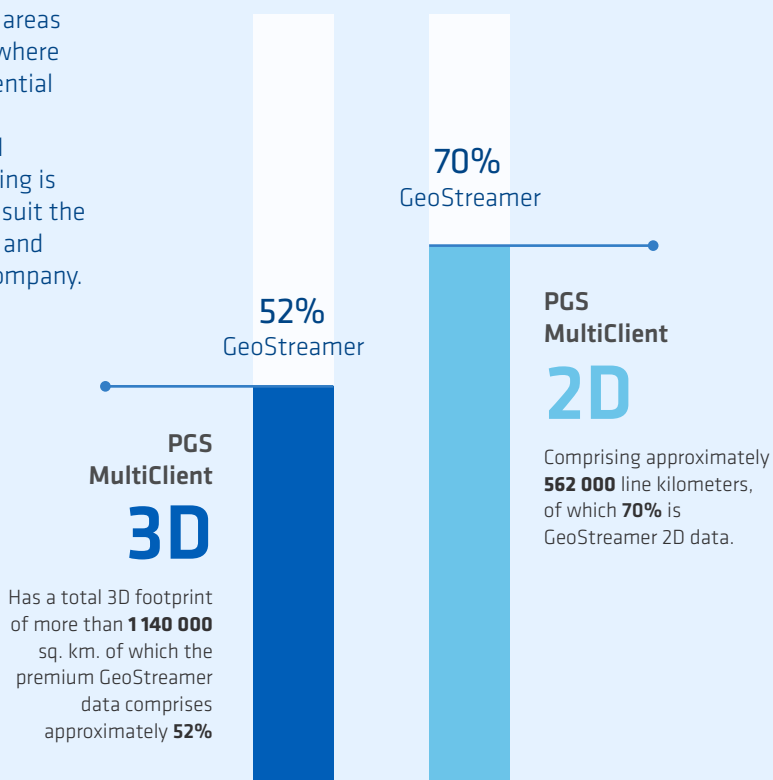 areas
where
ential
ing is
suit the
and
ompany.
70%
GeoStreamer
52%
GeoStreamer
PGS
MultiClient
2D
Comprising approximately
562 000 line kilometers,
of which 70% is
GeoStreamer 2D data.
PGS
MultiClient
3D
Has a total 3D footprint
of more than 1 140 000
sq. km. of which the
premium GeoStreamer
data comprises
approximately 52%